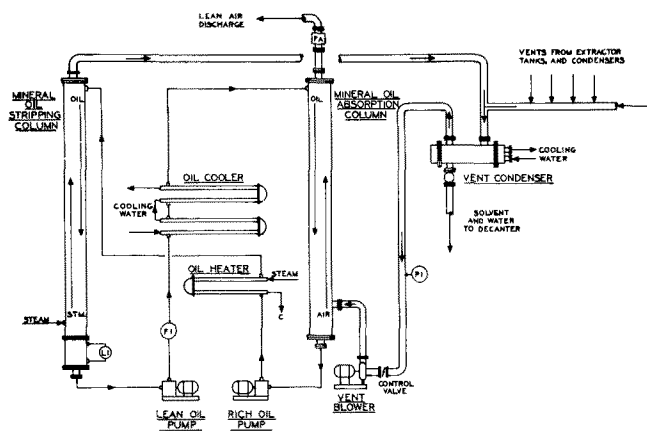 LEAN AIR
DISCHARGE
FA
VENTS FROM EXTRACTOR
TANKS, AND CONDENSERS
MINERAL
OIL
STRIPPING
COLUMN
OIL
OIL
MINERAL OIL
ABSORPTION
COLUMN
COOLING
WATER
VENT CONDENSER
OIL COOLER
COOLING
WATER
SOLVENT
AND WATER
TO DECANTER
OIL HEATER
STEAM
PI
C
STEAM
STM.
AIR
FI
LI
CONTROL
VALVE
LEAN OIL
PUMP
RICH OIL
PUMP
VENT
BLOWER